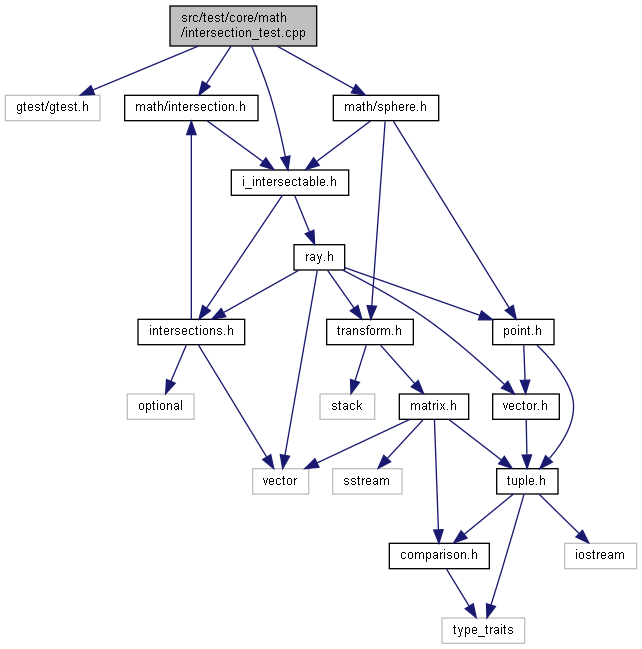 src/test/core/math
/intersection_test.cpp
gtest/gtest.h
math/intersection.h
math/sphere.h
i_intersectable.h
ray.h
intersections.h
transform.h
point.h
optional
stack
matrix.h
vector.h
vector
sstream
tuple.h
comparison.h
iostream
type_traits